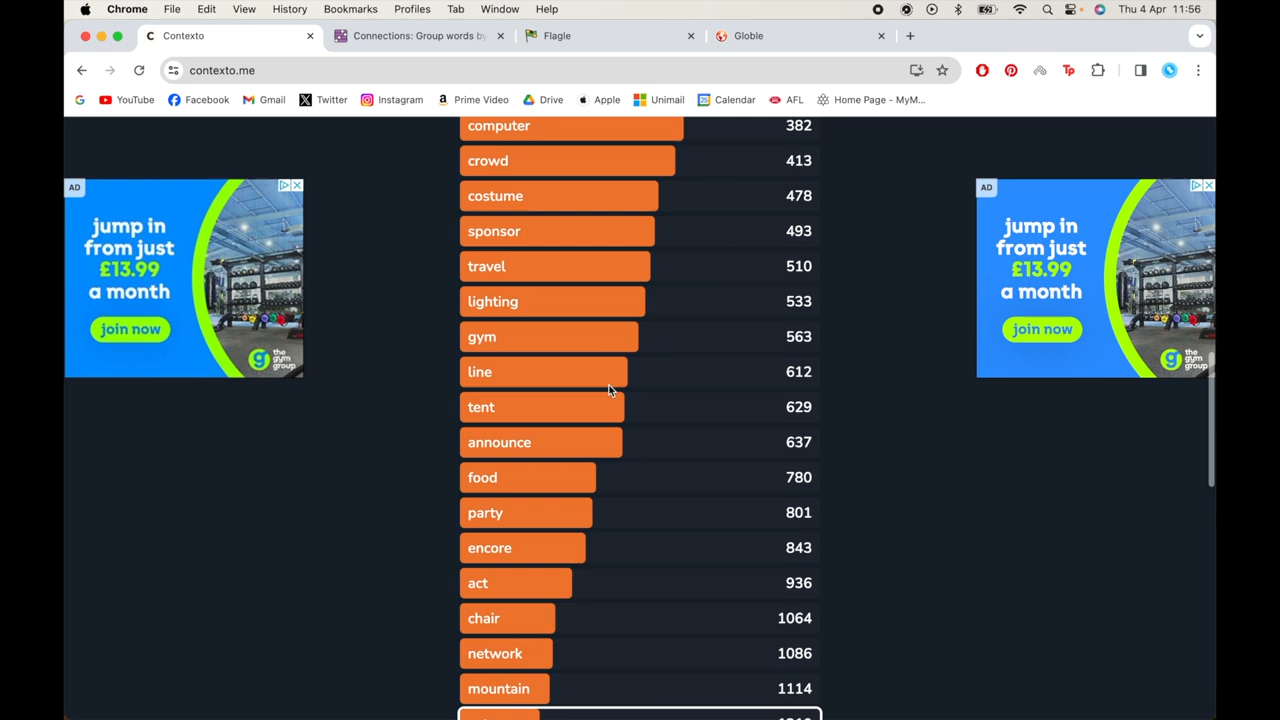 Chrome File Edit View History Bookmarks Profiles Tab Window Help Thu 4 Apr 11:56
Contexto Connections: Group words by Flagle Globle
contexto.me
YouTube Facebook Gmail Twitter Instagram Prime Video Drive Apple Unimail Calendar AFL Home Page - MyM...
computer 382
crowd 413
costume 478
sponsor 493
travel 510
lighting 533
gym 563
line 612
tent 629
announce 637
food 780
party 801
encore 843
act 936
chair 1064
network 1086
mountain 1114
AD
jump in
from just
£13.99
a month
join now
the
gym
group
AD
jump in
from just
£13.99
a month
join now
the
gym
group